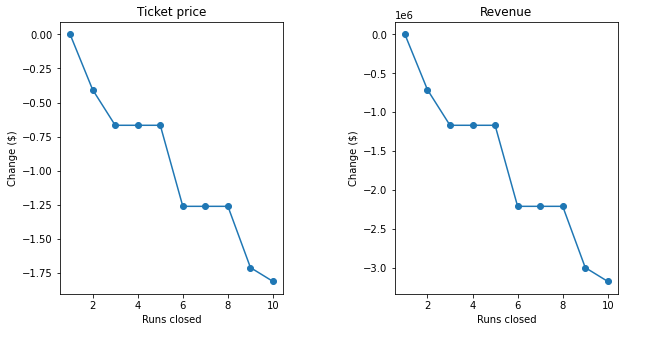 Ticket price
Change ($)
0.00
−0.25
−0.50
−0.75
−1.00
−1.25
−1.50
−1.75
2 4 6 8 10
Runs closed
Revenue
1e6
Change ($)
0.0
−0.5
−1.0
−1.5
−2.0
−2.5
−3.0
2 4 6 8 10
Runs closed